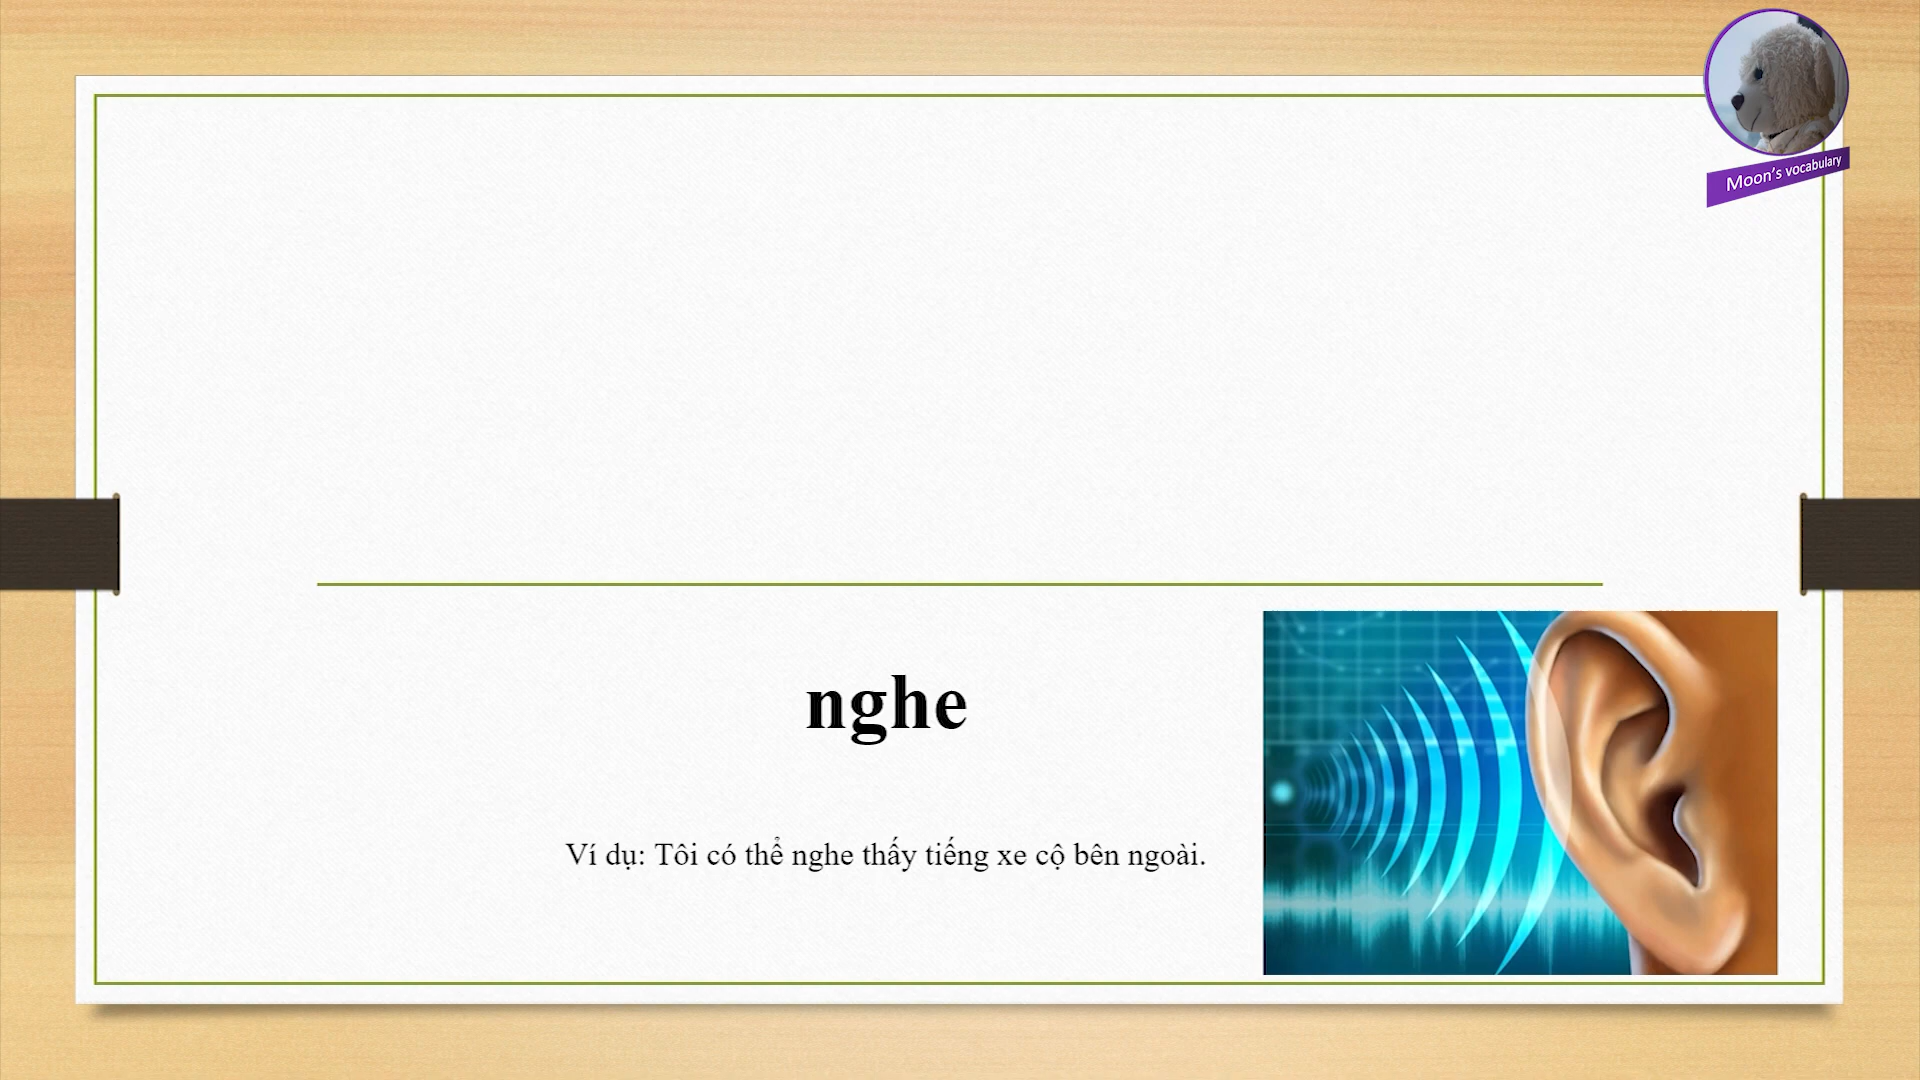 Moon's vocabulary
nghe
Ví dụ: Tôi có thể nghe thấy tiếng xe cộ bên ngoài.